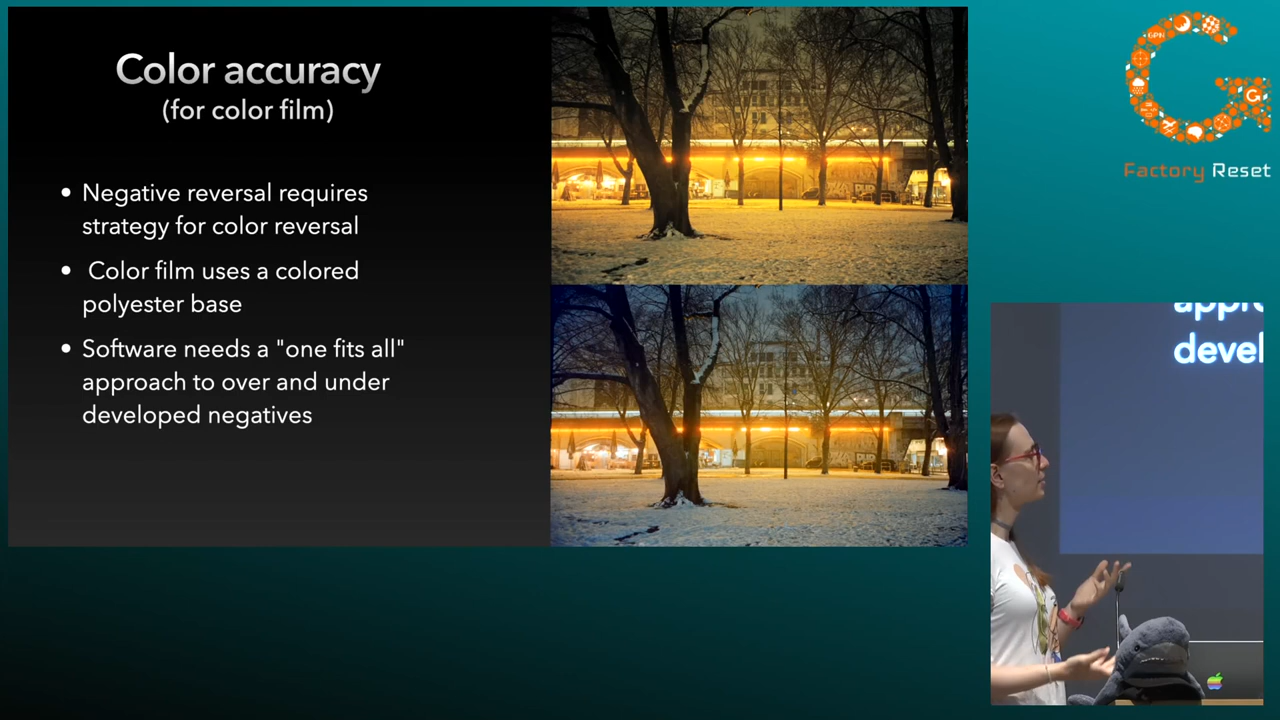 Color accuracy
(for color film)
• Negative reversal requires
strategy for color reversal
• Color film uses a colored
polyester base
• Software needs a "one fits all"
approach to over and under
developed negatives
GPN
G
Factory Reset
devel